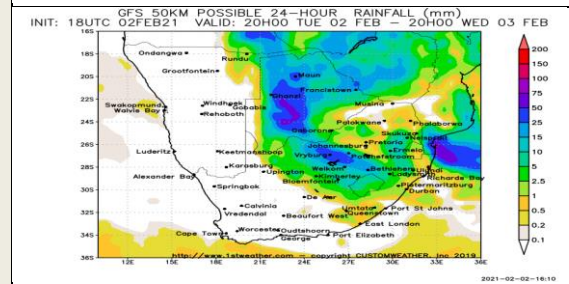 GFS 50KM POSSIBLE 24-HOUR RAINFALL (mm)
INIT: 18UTC 02FEB21 VALID: 20H00 TUE 02 FEB - 20H00 WED 03 FEB
16S
18S
20S
22S
24S
26S
28S
30S
32S
34S
36S
Ondangwa
Rundu
Grootfontein
Maun
Ghanzi
Francistown
Swakopmund
Walvis Bay
Windhoek
Gobabis
Rehoboth
Musina
Polokwane
Phalaborwa
Gaborone
Skukuza
Nelspruit
Pretoria
Johannesburg
Ermelo
Luderitz
Keetmanshoop
Vryburg
Potchefstroom
Karasburg
Welkom
Bethlehem
Ulundi
Alexander Bay
Upington
Kimberley
Ladysmith
Richards Bay
Bloemfontein
Springbok
Pietermaritzburg
Durban
De Aar
Calvinia
Umtata
Port St Johns
Vredendal
Beaufort West
Queenstown
East London
Cape Town
Worcester
Oudtshoorn
George
Port Elizabeth
http://www.1stweather.com - copyright CUSTOMWEATHER, Inc 2019
12E 15E 18E 21E 24E 27E 30E 33E 36E
200
150
100
75
50
25
15
10
5
2.5
1
0.5
0.2
0.1
2021-02-02-16:10